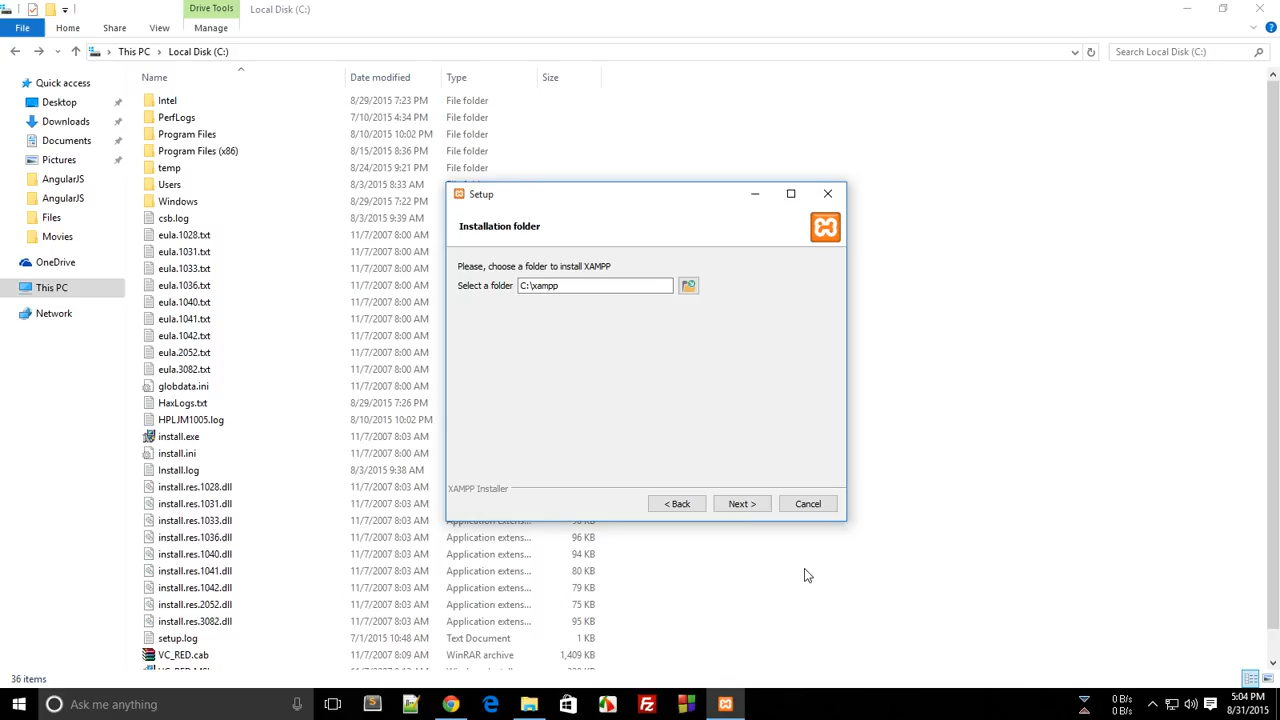 Drive Tools
Local Disk (C:)
File
Home
Share
View
Manage
This PC
Local Disk (C:)
Search Local Disk (C:)
Name
Date modified
Type
Size
Quick access
Desktop
Downloads
Documents
Pictures
AngularJS
AngularJS
Files
Movies
OneDrive
This PC
Network
Intel 8/29/2015 7:23 PM File folder
PerfLogs 7/10/2015 4:34 PM File folder
Program Files 8/10/2015 10:02 PM File folder
Program Files (x86) 8/15/2015 8:36 PM File folder
temp 8/24/2015 9:21 PM File folder
Users 8/3/2015 8:33 AM
Windows 8/29/2015 7:22 PM
csb.log 8/3/2015 9:39 AM
eula.1028.txt 11/7/2007 8:00 AM
eula.1031.txt 11/7/2007 8:00 AM
eula.1033.txt 11/7/2007 8:00 AM
eula.1036.txt 11/7/2007 8:00 AM
eula.1040.txt 11/7/2007 8:00 AM
eula.1041.txt 11/7/2007 8:00 AM
eula.1042.txt 11/7/2007 8:00 AM
eula.2052.txt 11/7/2007 8:00 AM
eula.3082.txt 11/7/2007 8:00 AM
globdata.ini 11/7/2007 8:00 AM
HaxLogs.txt 8/29/2015 7:26 PM
HPLJM1005.log 8/10/2015 10:02 PM
install.exe 11/7/2007 8:03 AM
install.ini 11/7/2007 8:00 AM
Install.log 8/3/2015 9:38 AM
install.res.1028.dll 11/7/2007 8:03 AM
install.res.1031.dll 11/7/2007 8:03 AM
install.res.1033.dll 11/7/2007 8:03 AM Application extens...
install.res.1036.dll 11/7/2007 8:03 AM Application extens... 96 KB
install.res.1040.dll 11/7/2007 8:03 AM Application extens... 94 KB
install.res.1041.dll 11/7/2007 8:03 AM Application extens... 80 KB
install.res.1042.dll 11/7/2007 8:03 AM Application extens... 79 KB
install.res.2052.dll 11/7/2007 8:03 AM Application extens... 75 KB
install.res.3082.dll 11/7/2007 8:03 AM Application extens... 95 KB
setup.log 7/1/2015 10:48 AM Text Document 1 KB
VC_RED.cab 11/7/2007 8:09 AM WinRAR archive 1,409 KB
Setup
Installation folder
Please, choose a folder to install XAMPP
Select a folder C:\xampp
XAMPP Installer
< Back
Next >
Cancel
36 items
Ask me anything
0 B/s
0 B/s
5:04 PM
8/31/2015